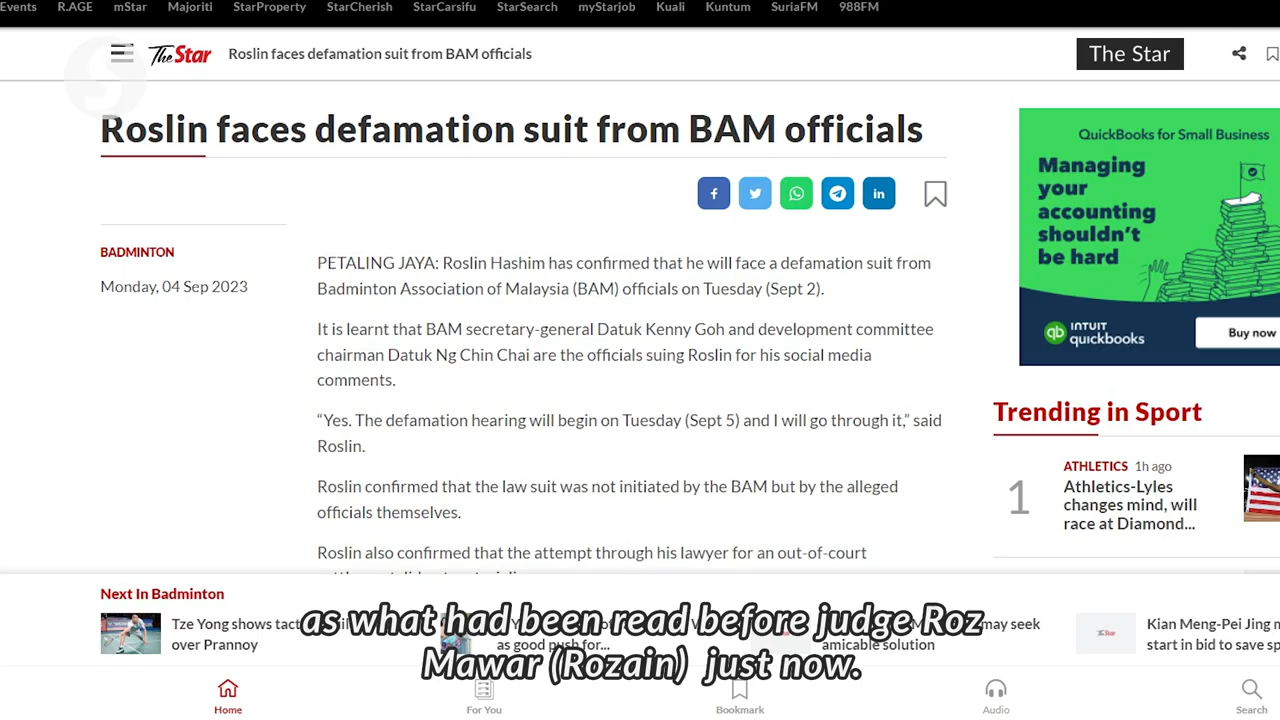 Events R.AGE mStar Majoriti StarProperty StarCherish StarCarsifu StarSearch myStarjob Kuali Kuntum SuriaFM 988FM
The Star Roslin faces defamation suit from BAM officials The Star
Roslin faces defamation suit from BAM officials
BADMINTON
Monday, 04 Sep 2023
PETALING JAYA: Roslin Hashim has confirmed that he will face a defamation suit from
Badminton Association of Malaysia (BAM) officials on Tuesday (Sept 2).
It is learnt that BAM secretary-general Datuk Kenny Goh and development committee
chairman Datuk Ng Chin Chai are the officials suing Roslin for his social media
comments.
“Yes. The defamation hearing will begin on Tuesday (Sept 5) and I will go through it,” said
Roslin.
Roslin confirmed that the law suit was not initiated by the BAM but by the alleged
officials themselves.
Roslin also confirmed that the attempt through his lawyer for an out-of-court
QuickBooks for Small Business
Managing
your
accounting
shouldn't
be hard
INTUIT
quickbooks
Buy now
Trending in Sport
1
ATHLETICS 1h ago
Athletics-Lyles
changes mind, will
race at Diamond...
Next In Badminton
Tze Yong shows
over Prannoy
as good push for...
may seek
amicable solution
Kian Meng-Pei Jing
start in bid to save
as what had been read before judge Roz
Mawar (Rozain) just now.
Home
For You
Bookmark
Audio
Search